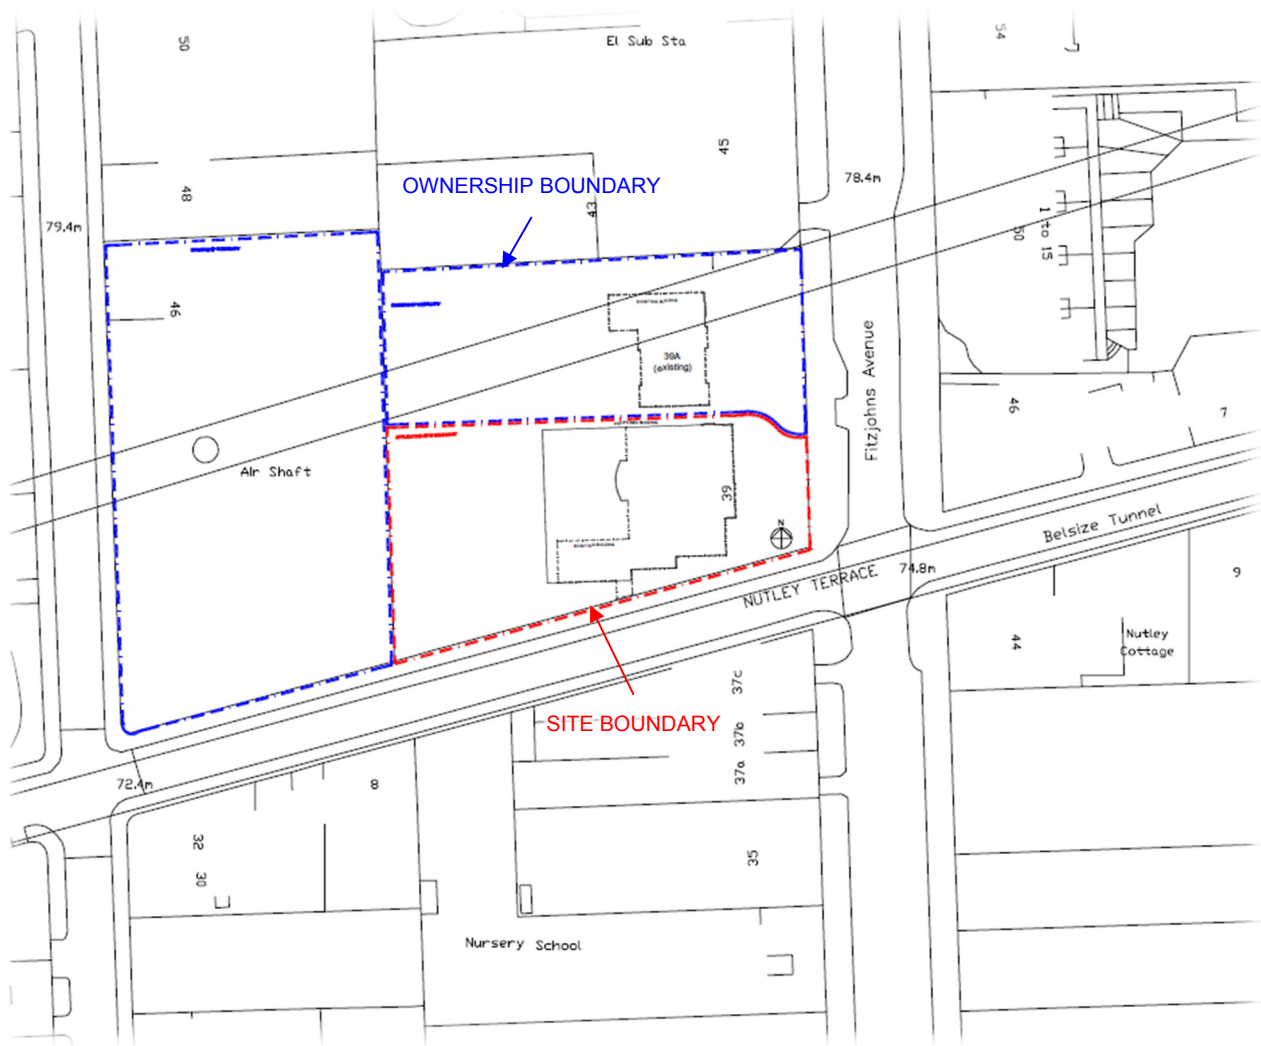 50
El Sub Sta
54
45
OWNERSHIP BOUNDARY
78.4m
48
43
79.4m
1 to 15
50
46
39A
(existing)
Fitzjohns Avenue
46
7
Air Shaft
39
N
Belsize Tunnel
NUTLEY TERRACE
74.8m
9
44
Nutley
Cottage
37c
SITE BOUNDARY
37b
37a
72.4m
8
32
30
35
Nursery School